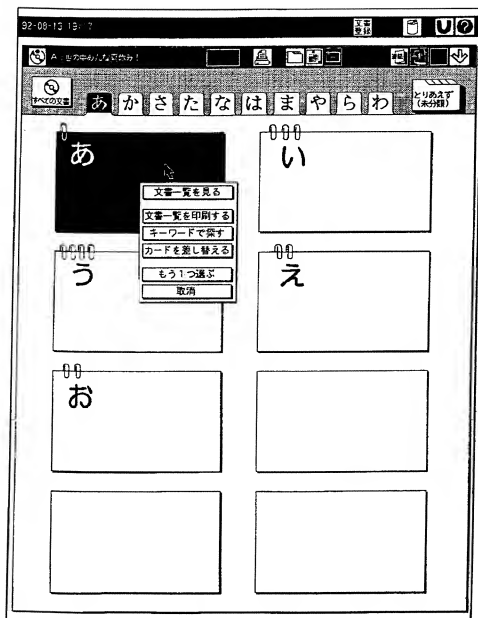 92-08-13 19:17
文書
登録
U
?
すべての文書
あ か さ た な は ま や ら わ
とりあえず
(未分類)
あ
い
文書一覧を見る
文書一覧を印刷する
キーワードで探す
カードを差し替える
もう1つ選ぶ
取消
う
え
お